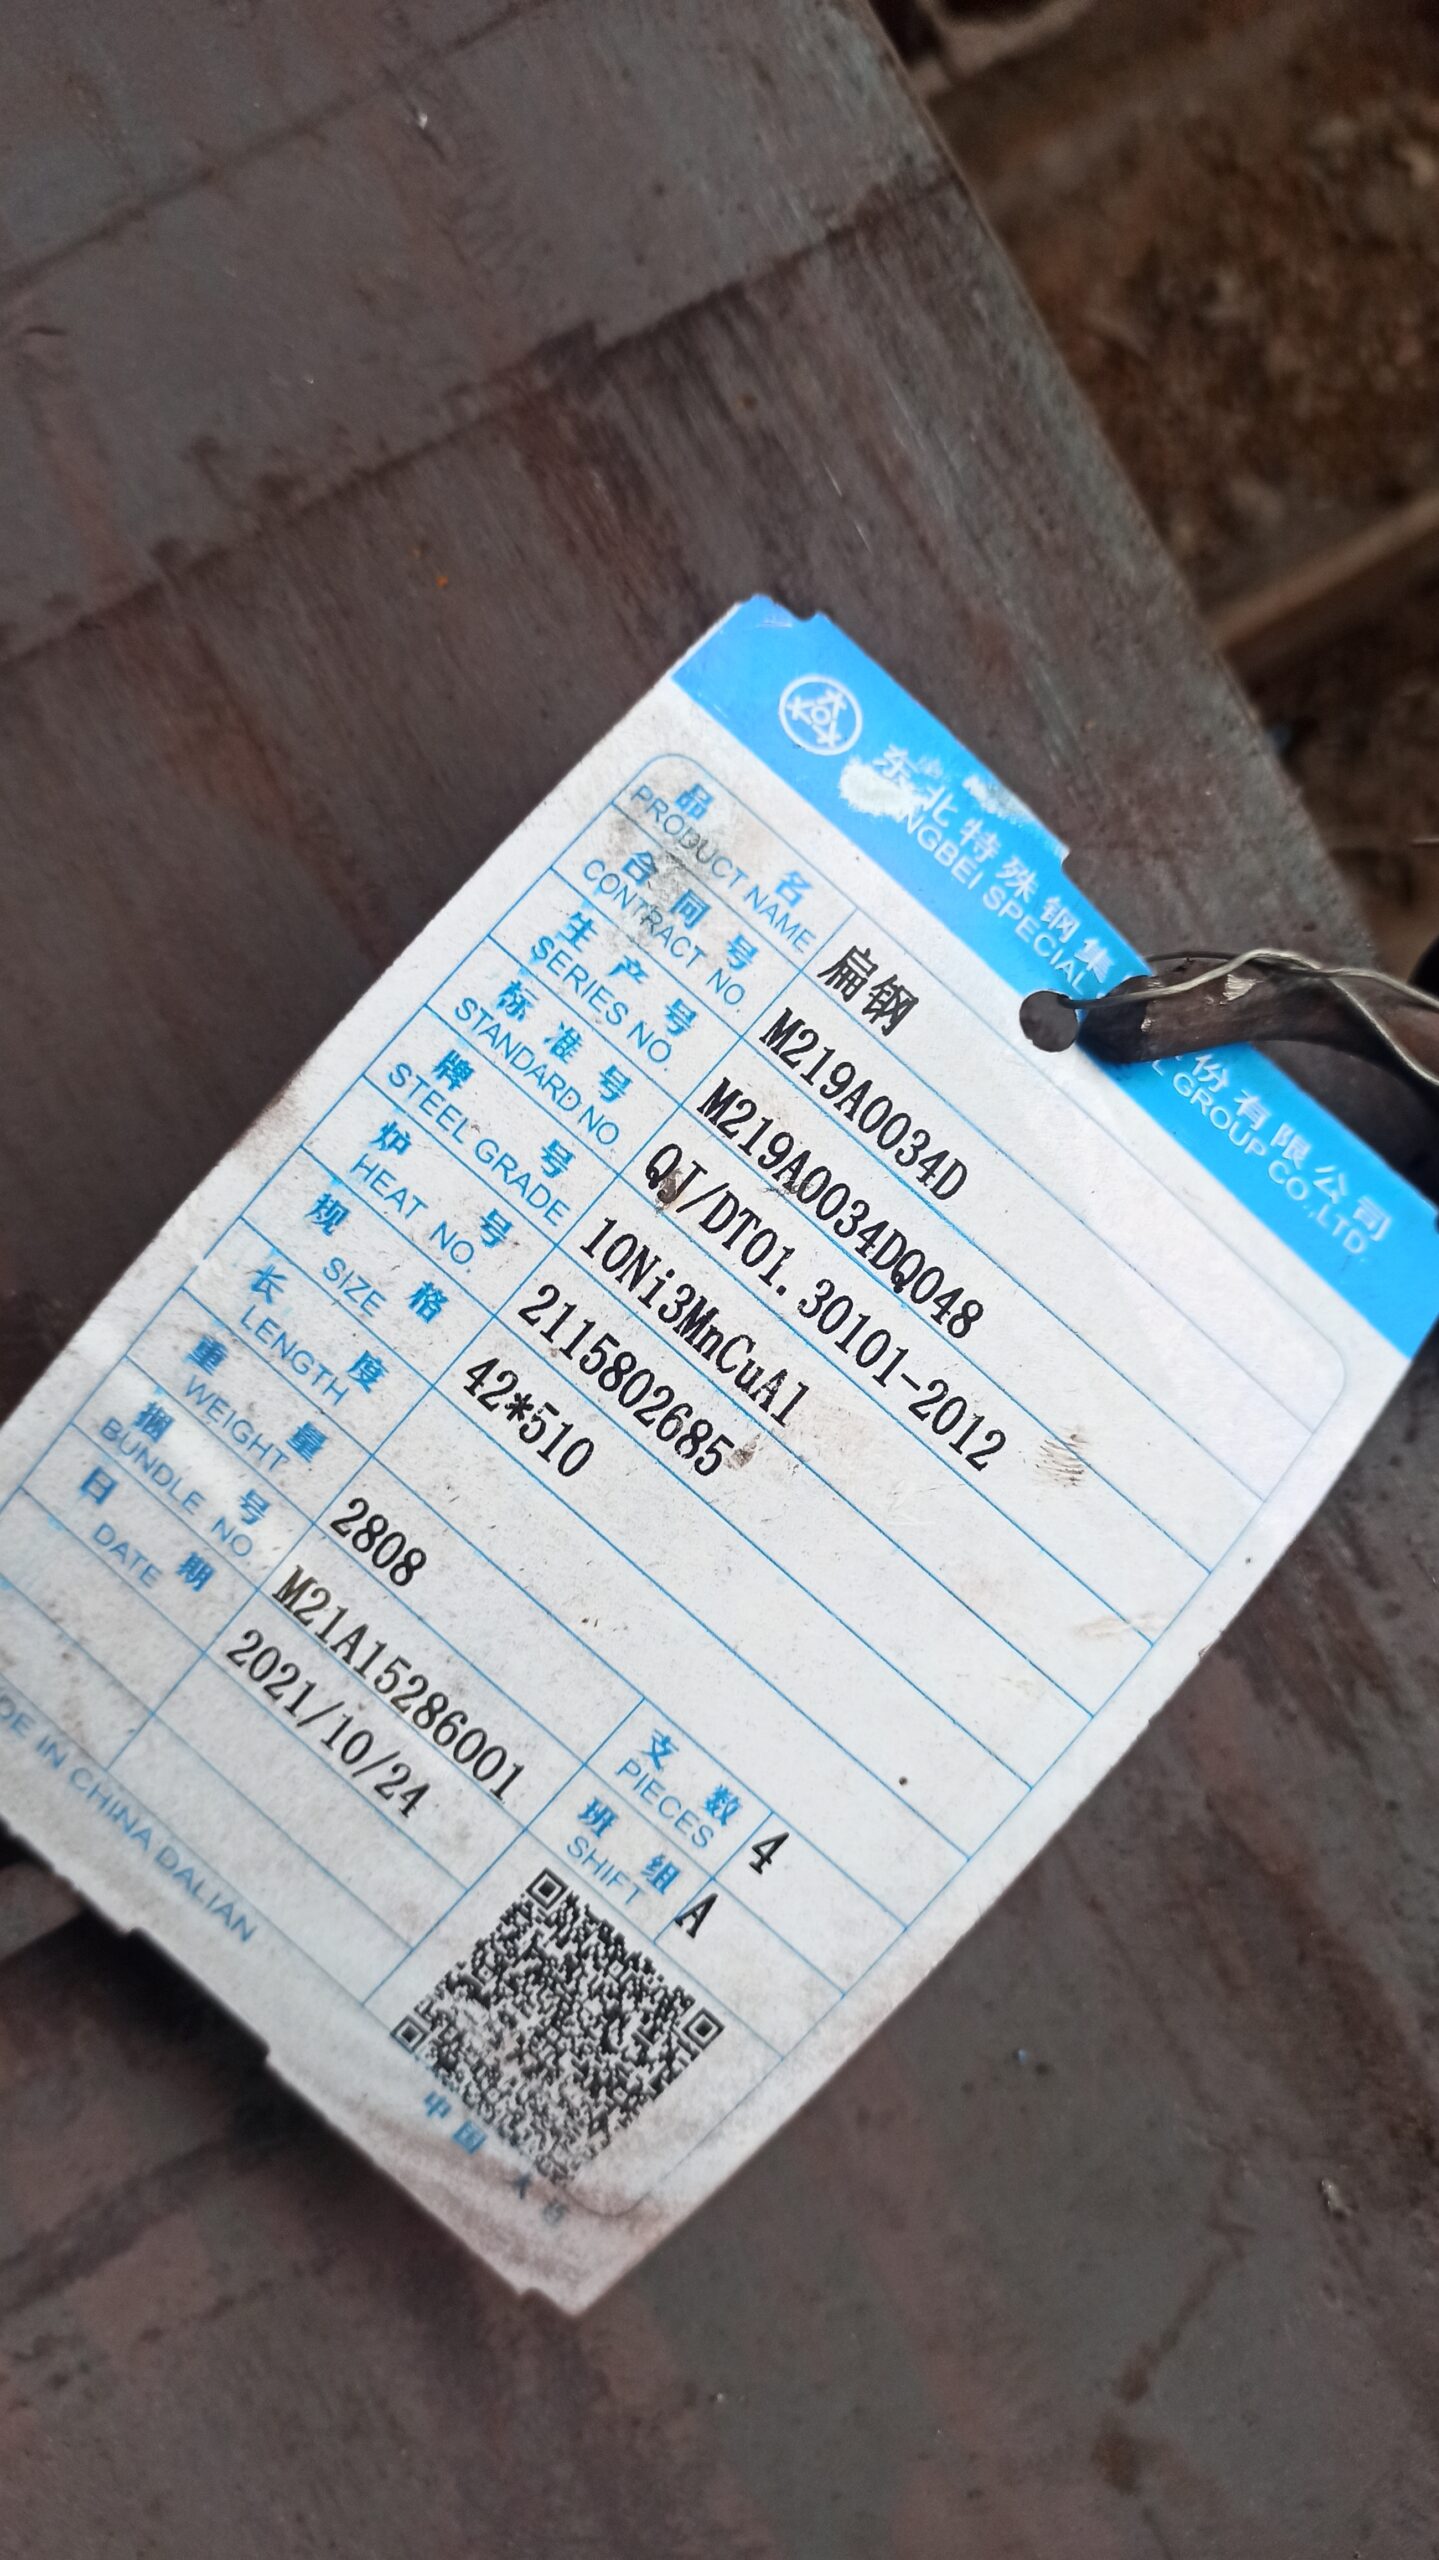 东北特殊钢集
份有限公司
NGBEI SPECIAL
GROUP CO.,LTD.
品名 扁钢
PRODUCT NAME
合同号 M219A0034D
CONTRACT NO.
生产号 M219A0034DQ048
SERIES NO.
标准号 QJ/DT01.30101-2012
STANDARD NO.
牌号 10Ni3MnCuAl
STEEL GRADE
炉号 2115802685
HEAT NO.
规格 42*510
SIZE
长度
LENGTH
重量 2808 支数 4
WEIGHT PIECES
捆号 M21A15286001 班组 A
BUNDLE NO. SHIFT
日期 2021/10/24
DATE
DE IN CHINA DALIAN
中国大